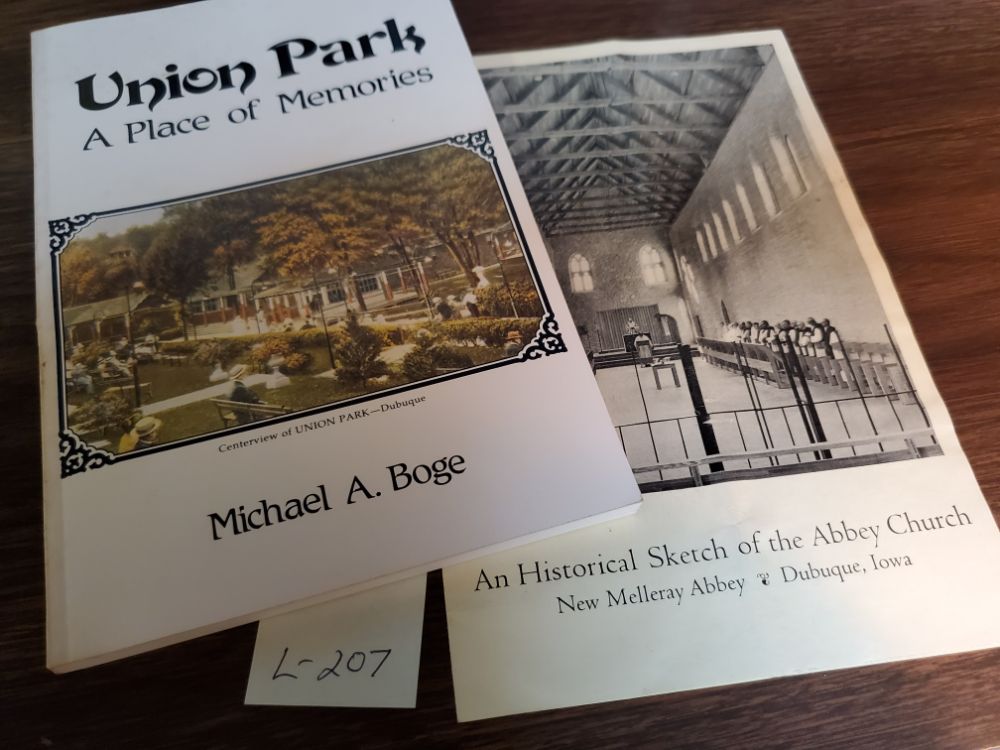 Union Park
A Place of Memories
Centerview of UNION PARK—Dubuque
Michael A. Boge
An Historical Sketch of the Abbey Church
New Melleray Abbey Dubuque, Iowa
L-207